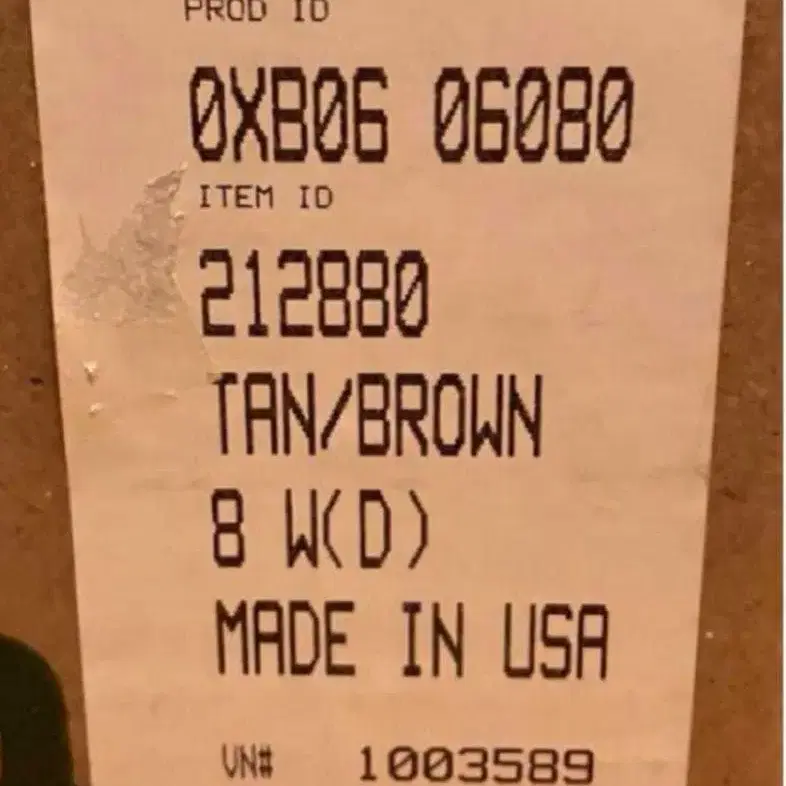 PROD ID
0XB06 06080
ITEM ID
212880
TAN/BROWN
8 W(D)
MADE IN USA
VN# 1003589